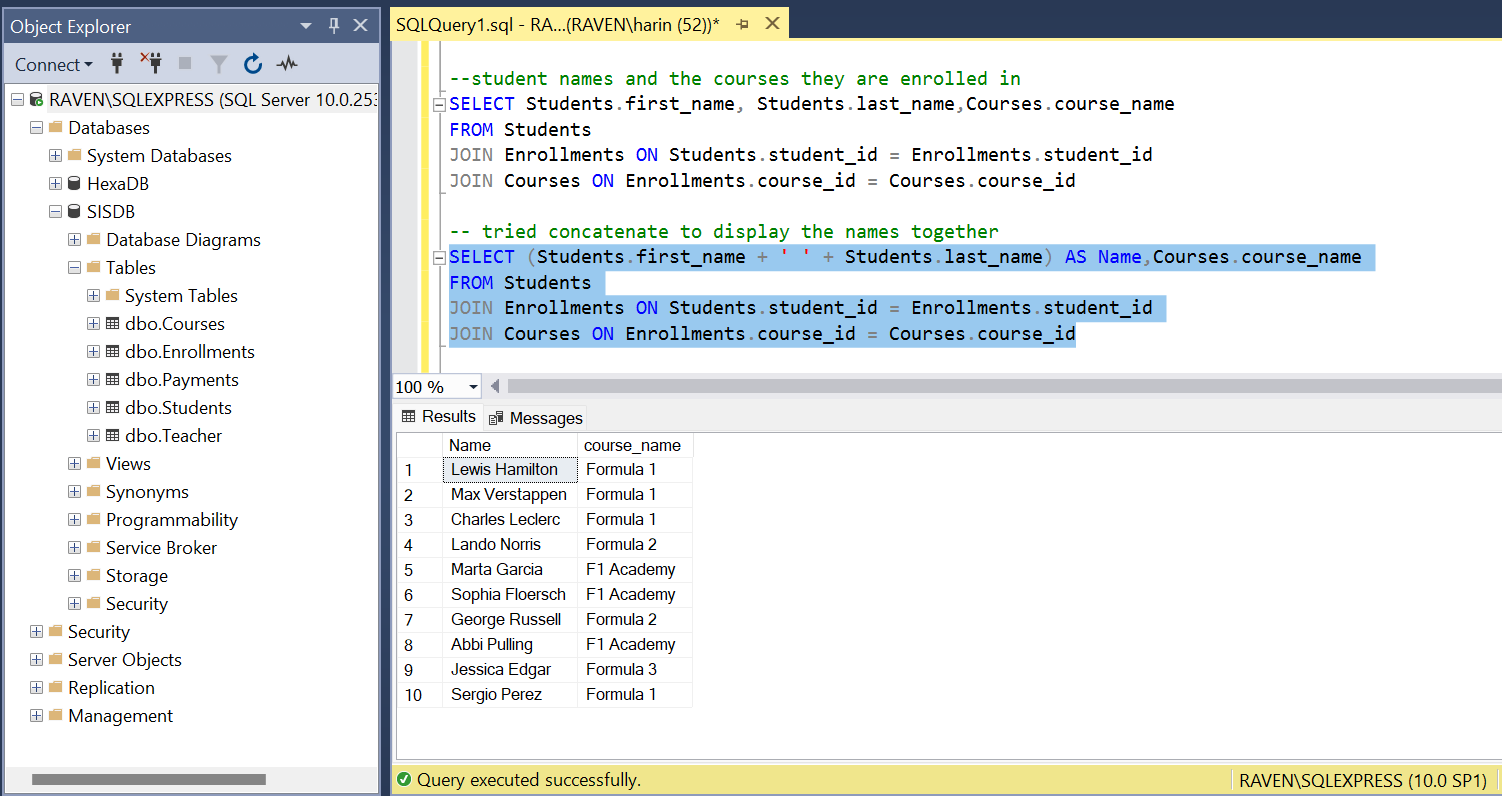 Object Explorer
Connect
RAVEN\SQLEXPRESS (SQL Server 10.0.253
Databases
System Databases
HexaDB
SISDB
Database Diagrams
Tables
System Tables
dbo.Courses
dbo.Enrollments
dbo.Payments
dbo.Students
dbo.Teacher
Views
Synonyms
Programmability
Service Broker
Storage
Security
Security
Server Objects
Replication
Management
SQLQuery1.sql - RA...(RAVEN\harin (52))*
--student names and the courses they are enrolled in
SELECT Students.first_name, Students.last_name,Courses.course_name
FROM Students
JOIN Enrollments ON Students.student_id = Enrollments.student_id
JOIN Courses ON Enrollments.course_id = Courses.course_id
-- tried concatenate to display the names together
SELECT (Students.first_name + ' ' + Students.last_name) AS Name,Courses.course_name
FROM Students
JOIN Enrollments ON Students.student_id = Enrollments.student_id
JOIN Courses ON Enrollments.course_id = Courses.course_id
100 %
Results Messages
Name course_name
1 Lewis Hamilton Formula 1
2 Max Verstappen Formula 1
3 Charles Leclerc Formula 1
4 Lando Norris Formula 2
5 Marta Garcia F1 Academy
6 Sophia Floersch F1 Academy
7 George Russell Formula 2
8 Abbi Pulling F1 Academy
9 Jessica Edgar Formula 3
10 Sergio Perez Formula 1
Query executed successfully.
RAVEN\SQLEXPRESS (10.0 SP1)